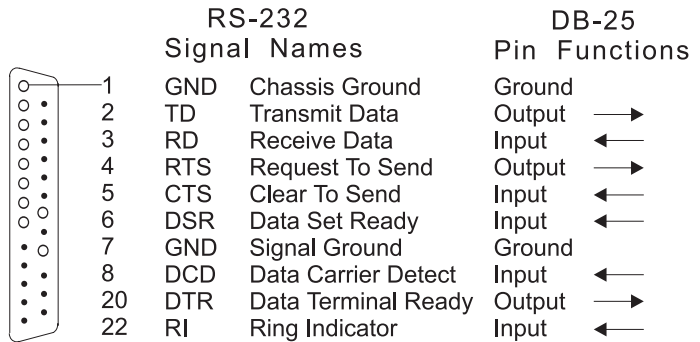 RS-232 DB-25
Signal Names Pin Functions
1 GND Chassis Ground Ground
2 TD Transmit Data Output
3 RD Receive Data Input
4 RTS Request To Send Output
5 CTS Clear To Send Input
6 DSR Data Set Ready Input
7 GND Signal Ground Ground
8 DCD Data Carrier Detect Input
20 DTR Data Terminal Ready Output
22 RI Ring Indicator Input